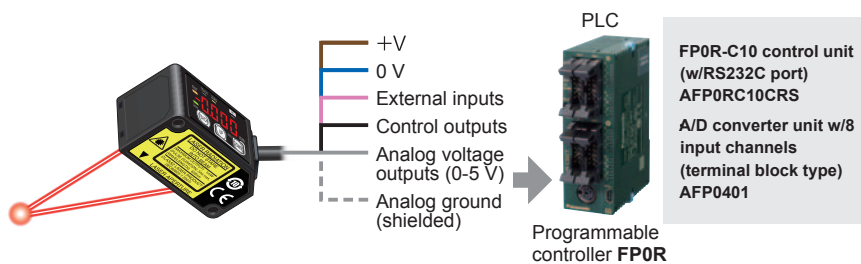 PLC
+V
0 V
External inputs
Control outputs
Analog voltage
outputs (0-5 V)
Analog ground
(shielded)
Programmable
controller FP0R
FP0R-C10 control unit
(w/RS232C port)
AFP0RC10CRS
A/D converter unit w/8
input channels
(terminal block type)
AFP0401